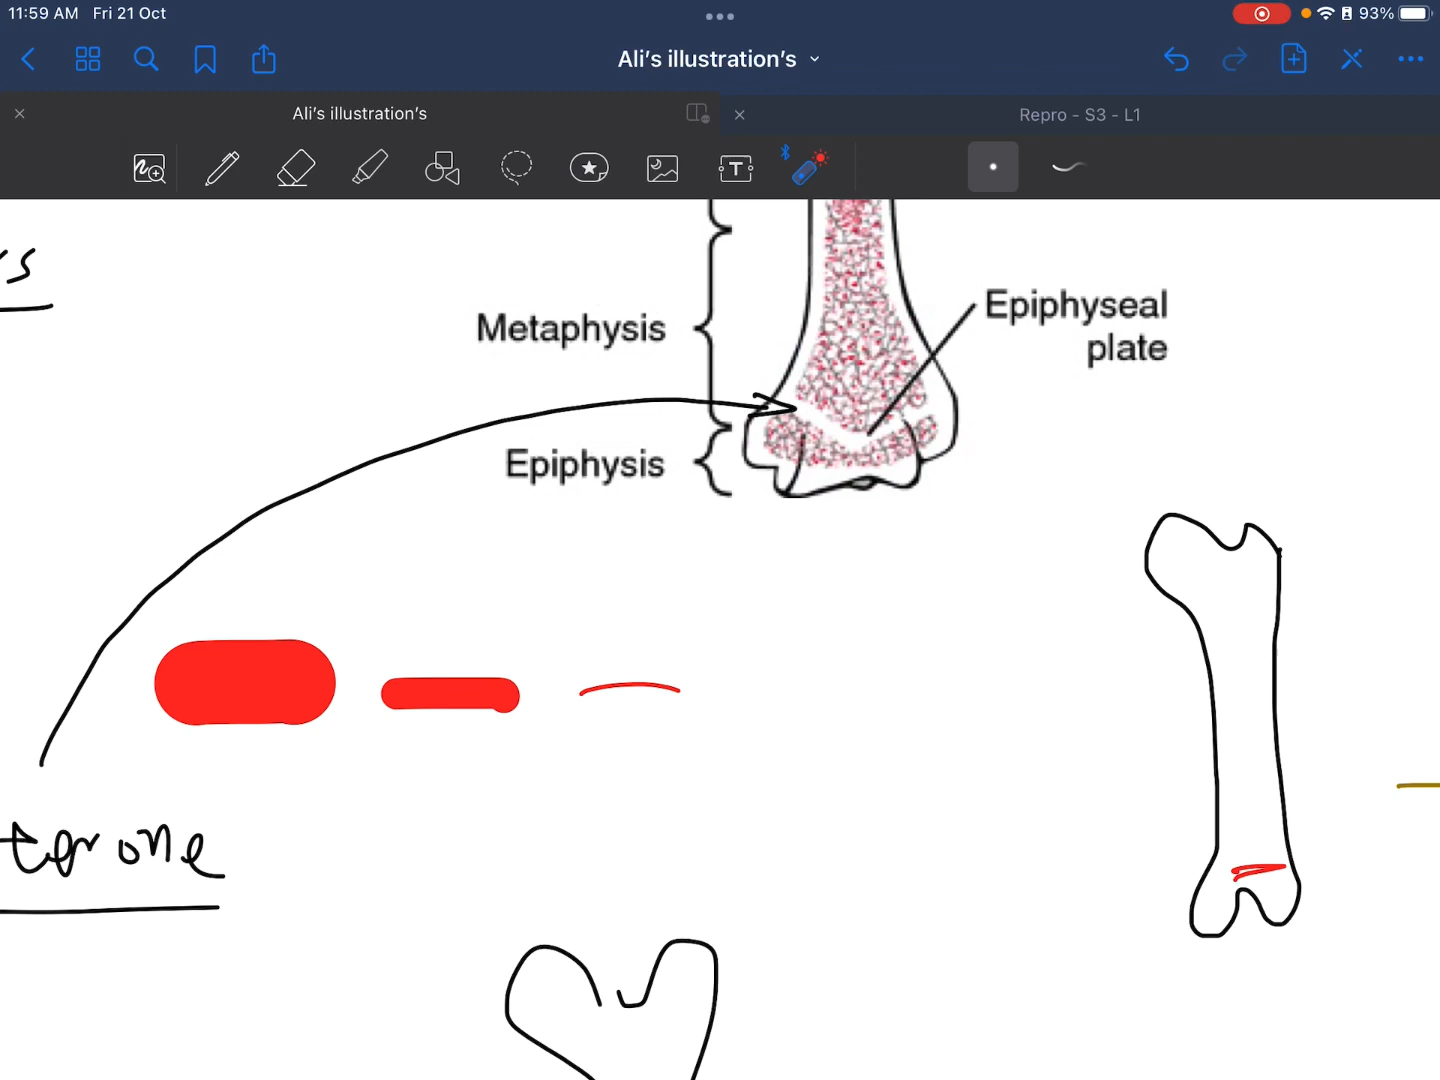 11:59 AM Fri 21 Oct
93%
Ali's illustration's
Ali's illustration's
Repro - S3 - L1
T
Metaphysis
Epiphyseal
plate
Epiphysis